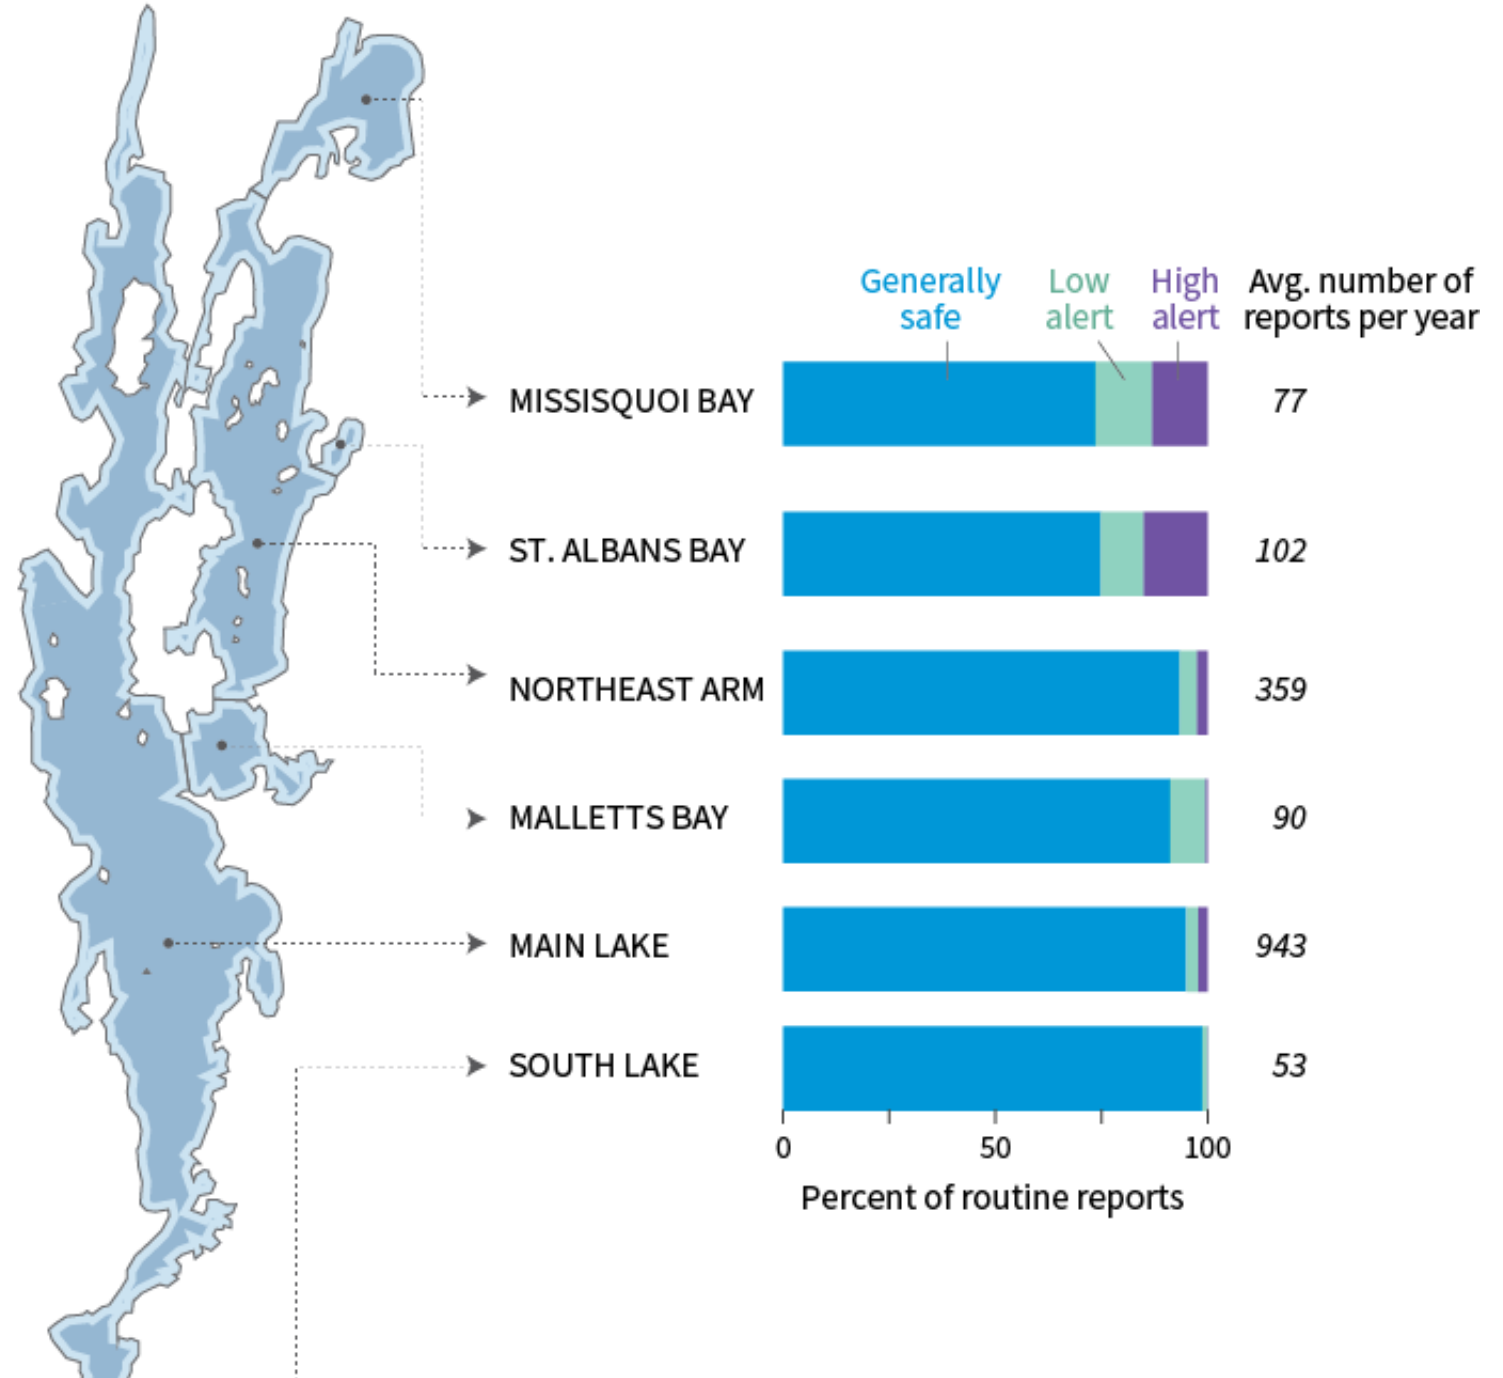 Generally
safe
Low
alert
High
alert
Avg. number of
reports per year
MISSISQUOI BAY 77
ST. ALBANS BAY 102
NORTHEAST ARM 359
MALLETTS BAY 90
MAIN LAKE 943
SOUTH LAKE 53
0 50 100
Percent of routine reports